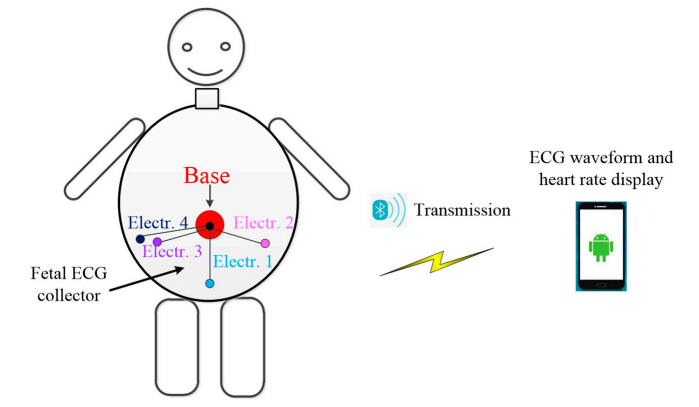 ECG waveform and
heart rate display
Base
Transmission
Electr. 4
Electr. 2
Electr. 3
Electr. 1
Fetal ECG
collector